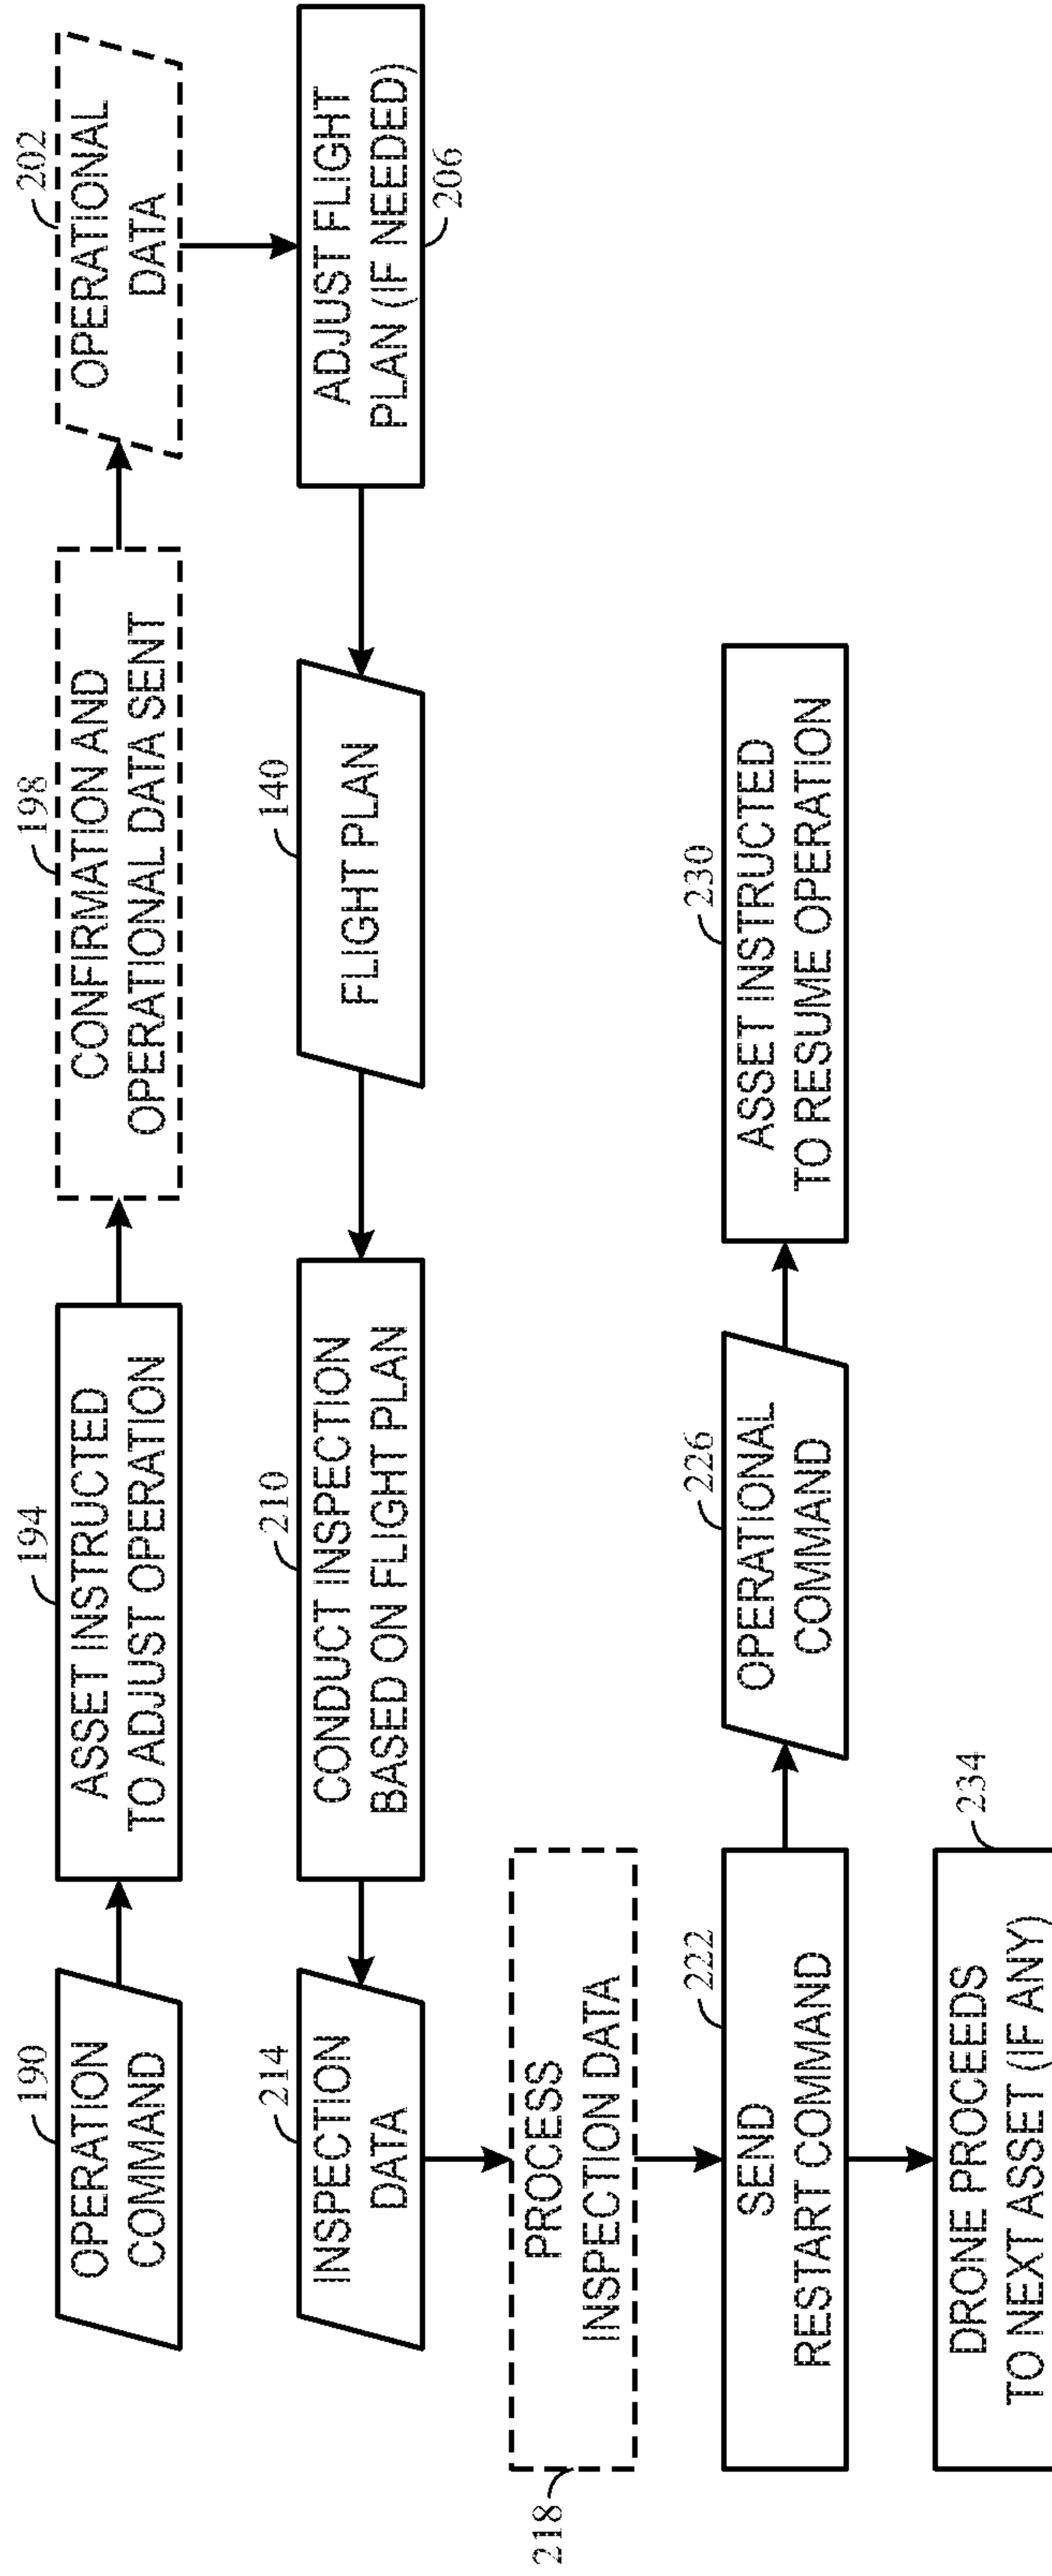 190
OPERATION
COMMAND
194
ASSET INSTRUCTED
TO ADJUST OPERATION
198
CONFIRMATION AND
OPERATIONAL DATA SENT
202
OPERATIONAL
DATA
ADJUST FLIGHT
PLAN (IF NEEDED)
206
140
FLIGHT PLAN
210
CONDUCT INSPECTION
BASED ON FLIGHT PLAN
214
INSPECTION
DATA
PROCESS
INSPECTION DATA
218
222
SEND
RESTART COMMAND
226
OPERATIONAL
COMMAND
230
ASSET INSTRUCTED
TO RESUME OPERATION
234
DRONE PROCEEDS
TO NEXT ASSET (IF ANY)